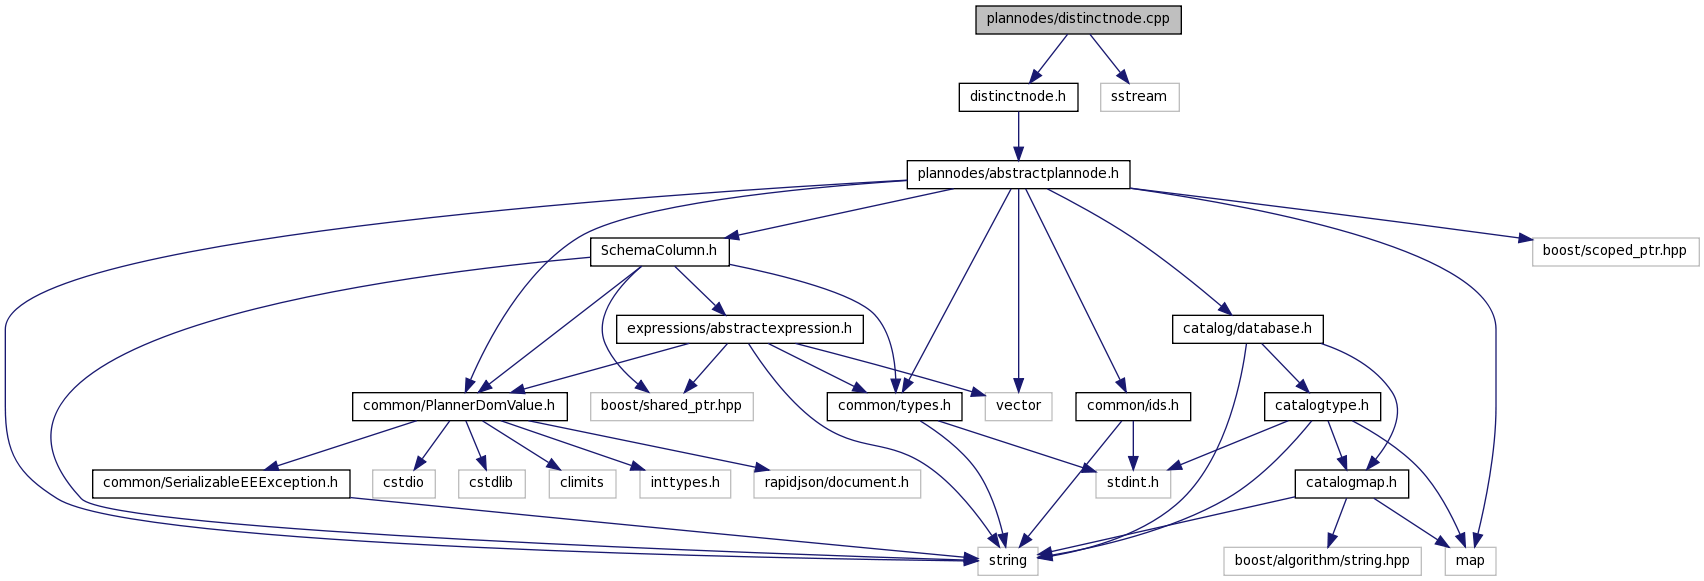 plannodes/distinctnode.cpp
distinctnode.h
sstream
plannodes/abstractplannode.h
SchemaColumn.h
boost/scoped_ptr.hpp
expressions/abstractexpression.h
catalog/database.h
common/PlannerDomValue.h
boost/shared_ptr.hpp
common/types.h
vector
common/ids.h
catalogtype.h
common/SerializableEEException.h
cstdio
cstdlib
climits
inttypes.h
rapidjson/document.h
stdint.h
catalogmap.h
string
boost/algorithm/string.hpp
map